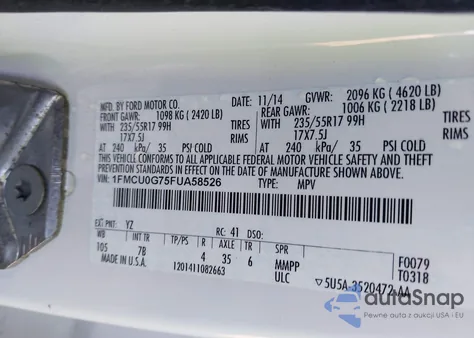 MFD. BY FORD MOTOR CO.
11/14 GVWR: 2096 KG ( 4620 LB)
FRONT GAWR: 1098 KG ( 2420 LB)
REAR GAWR: 1006 KG ( 2218 LB)
235/55R17 99H TIRES 235/55R17 99H TIRES
17X7.5J RIMS 17X7.5J RIMS
AT 240 kPa/ 35 PSI COLD AT 240 kPa/ 35 PSI COLD
THIS VEHICLE CONFORMS TO ALL APPLICABLE FEDERAL MOTOR VEHICLE SAFETY AND
THEFT PREVENTION STANDARDS IN EFFECT ON THE DATE OF MANUFACTURE SHOWN ABOVE.
VIN: 1FMCU0G75FUA58526 TYPE: MPV
EXT PNT: YZ RC: 41 DSO: F0079
WB INT TR TP/PS R AXLE TR SPR T0318
105 7B 4 35 6 MMPP
MADE IN U.S.A. ULC
1201411082663 5U5A-3520472-AA
autaSnap
Used car auctions USA • EU